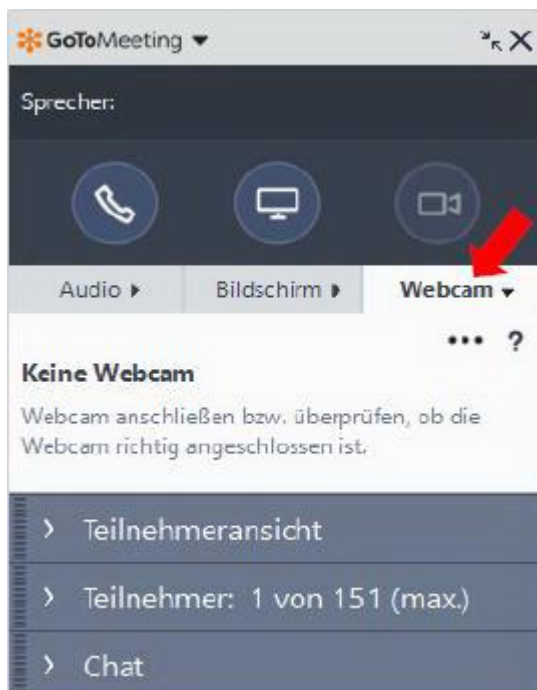 GoToMeeting
Sprecher:
Audio Bildschirm Webcam
... ?
Keine Webcam
Webcam anschließen bzw. überprüfen, ob die
Webcam richtig angeschlossen ist.
Teilnehmeransicht
Teilnehmer: 1 von 151 (max.)
Chat